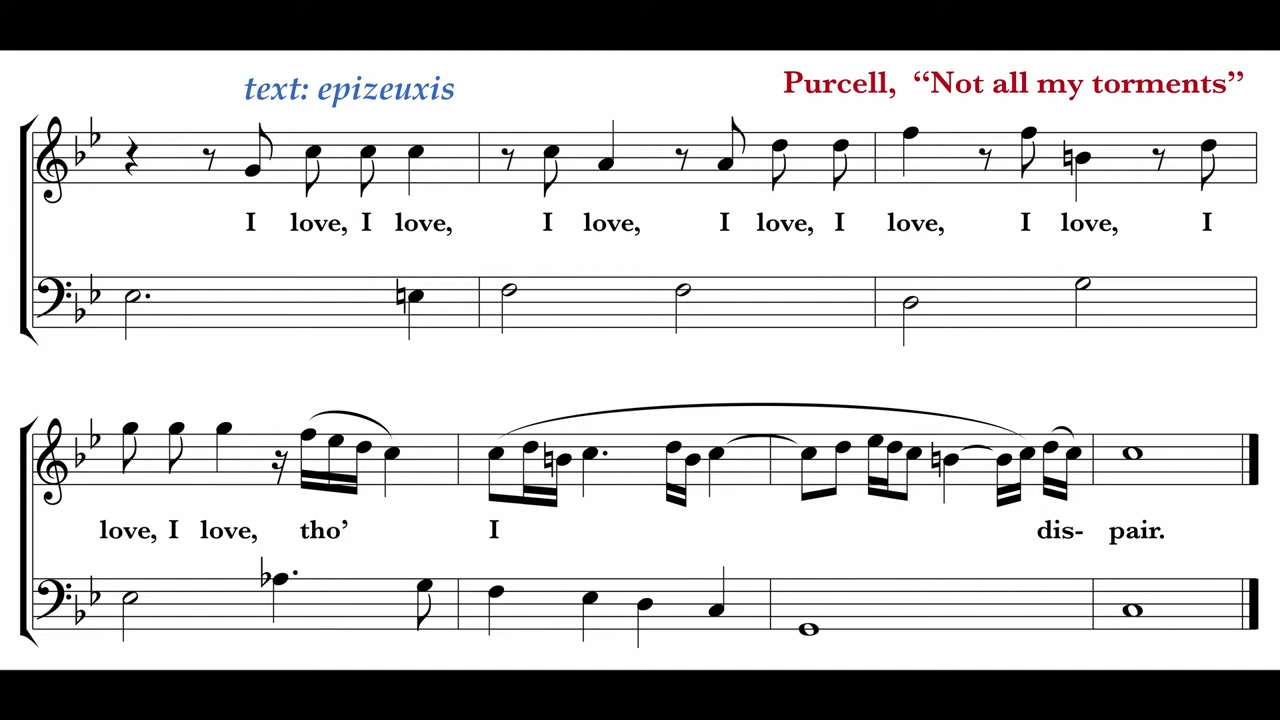 text: epizeuxis
Purcell, “Not all my torments”
I love, I love, I love, I love, I love, I love, I
love, I love, tho’ I dis- pair.